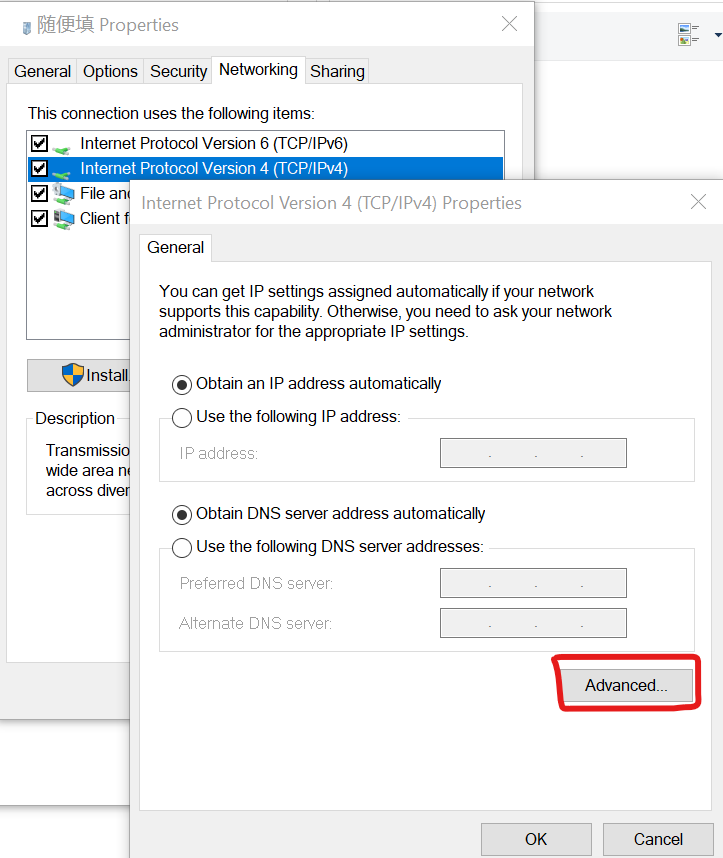 随便填 Properties
General
Options
Security
Networking
Sharing
This connection uses the following items:
Internet Protocol Version 6 (TCP/IPv6)
Internet Protocol Version 4 (TCP/IPv4)
File
Client
Install
Description
Transmissio
wide area
across diver
Internet Protocol Version 4 (TCP/IPv4) Properties
General
You can get IP settings assigned automatically if your network
supports this capability. Otherwise, you need to ask your network
administrator for the appropriate IP settings.
Obtain an IP address automatically
Use the following IP address:
IP address:
Obtain DNS server address automatically
Use the following DNS server addresses:
Preferred DNS server:
Alternate DNS server:
Advanced...
OK
Cancel